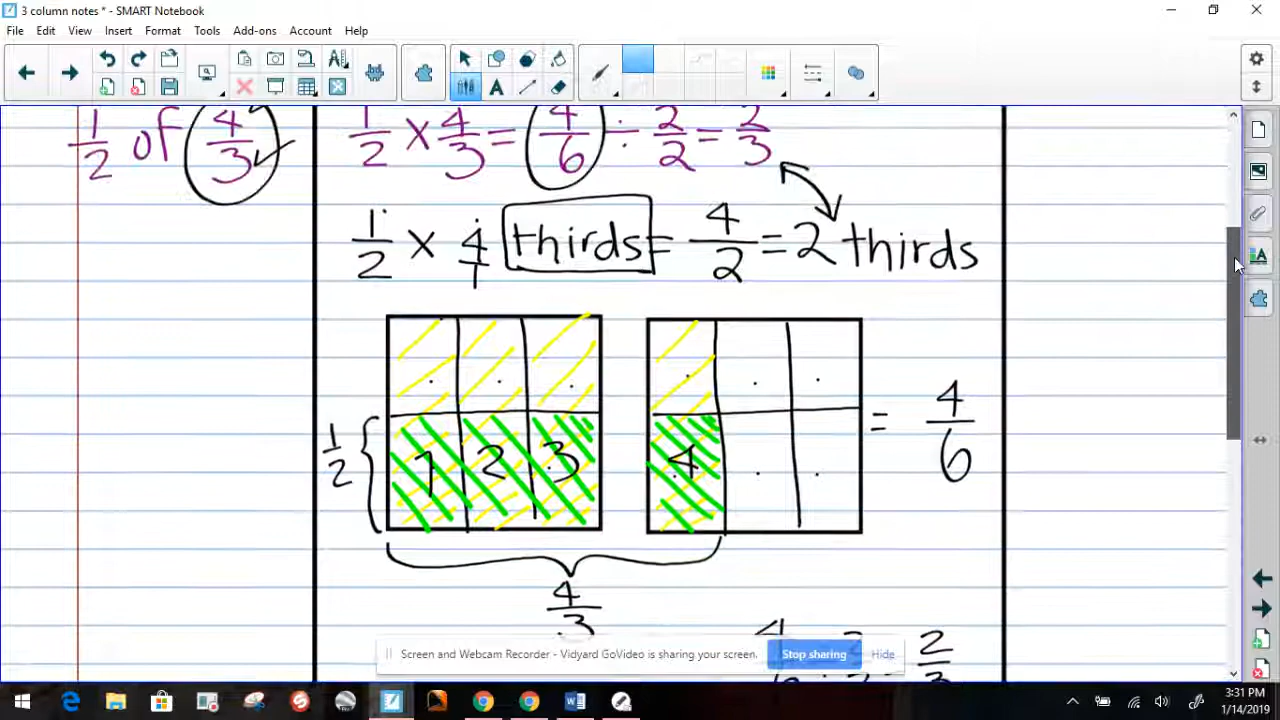 3 column notes * - SMART Notebook
File Edit View Insert Format Tools Add-ons Account Help
1/2 of 4/3
1/2 × 4/3 = 4/6 ÷ 2/2 = 2/3
1/2 × 4/1 thirds = 4/2 = 2 thirds
1/2 1 2 3 4 = 4/6
4/3
Screen and Webcam Recorder - Vidyard GoVideo is sharing your screen. Stop sharing Hide
2/3
3:31 PM
1/14/2019